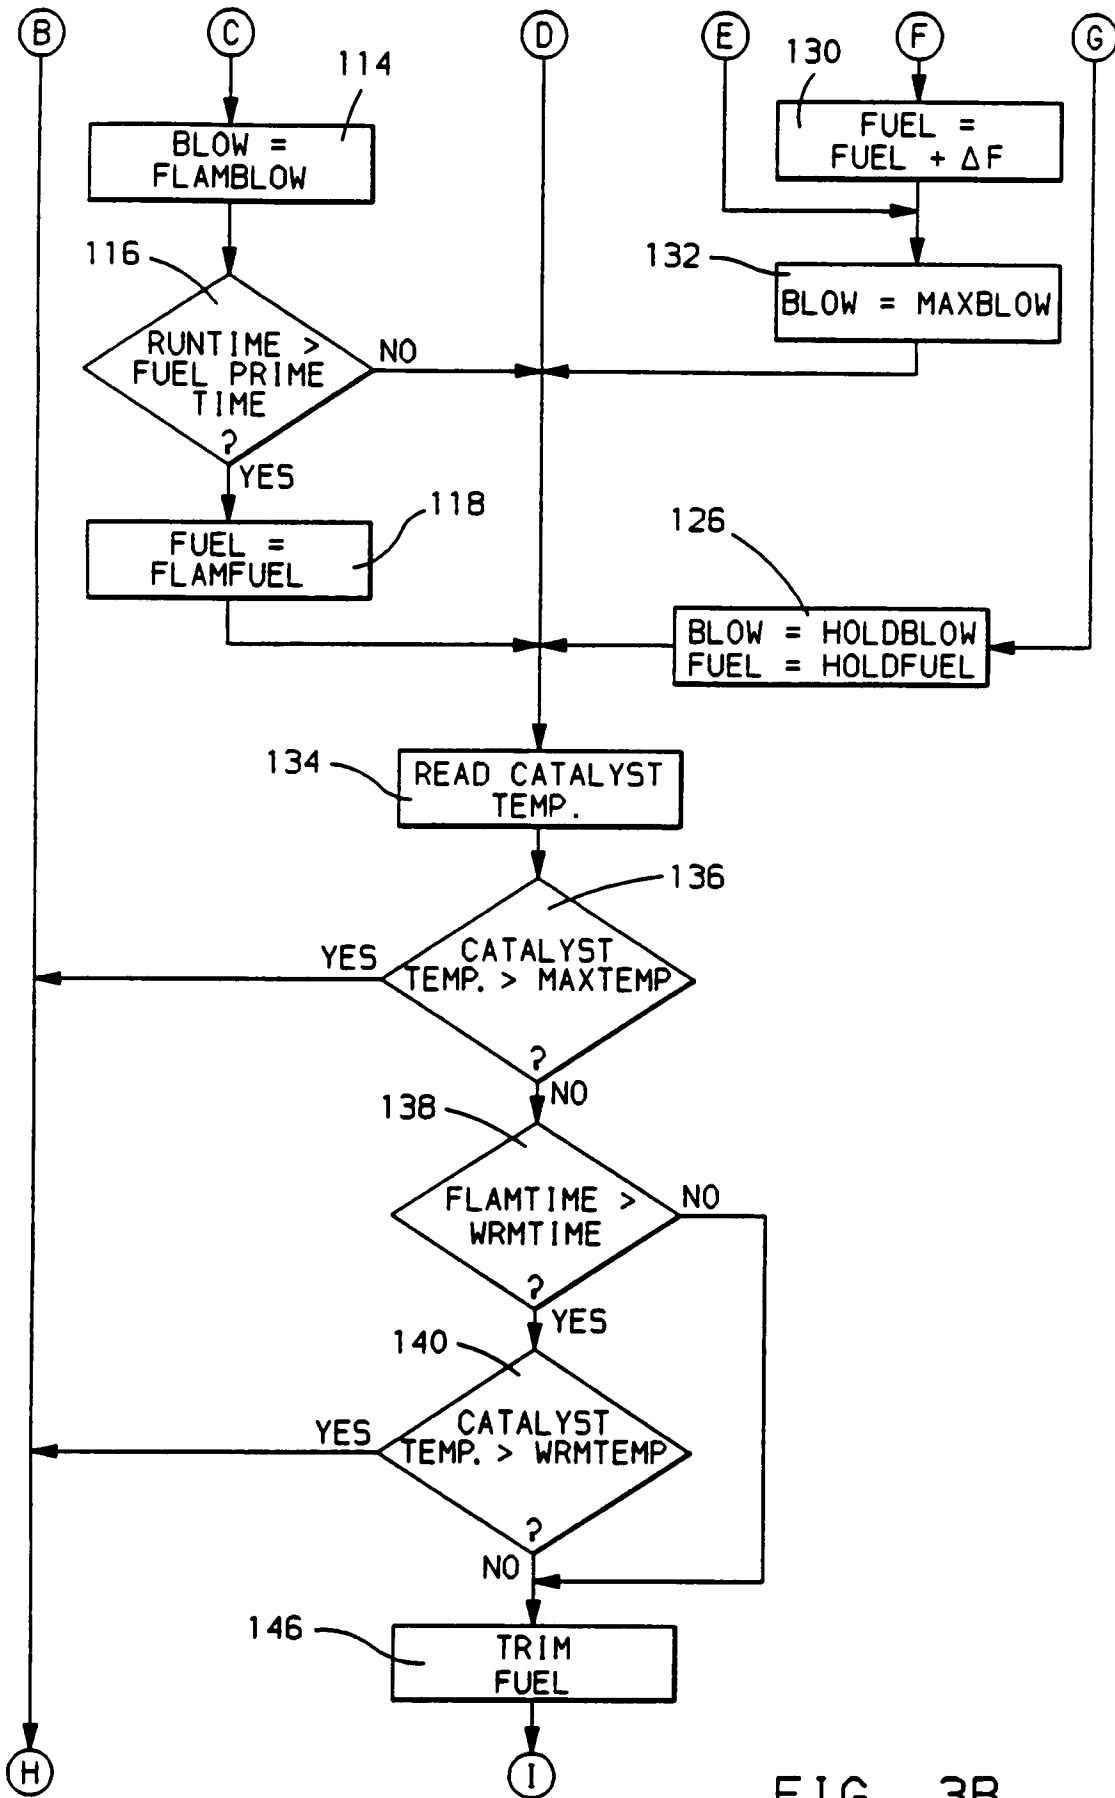 B
C
D
E
F
G
114
130
BLOW =
FLAMBLOW
FUEL =
FUEL + ΔF
116
132
BLOW = MAXBLOW
RUNTIME >
FUEL PRIME
TIME
?
NO
YES
118
126
FUEL =
FLAMFUEL
BLOW = HOLDBLOW
FUEL = HOLDFUEL
134
READ CATALYST
TEMP.
136
YES
CATALYST
TEMP. > MAXTEMP
?
NO
138
FLAMTIME >
WRMTIME
?
NO
YES
140
YES
CATALYST
TEMP. > WRMTEMP
?
NO
146
TRIM
FUEL
H
I
FIG. 3B